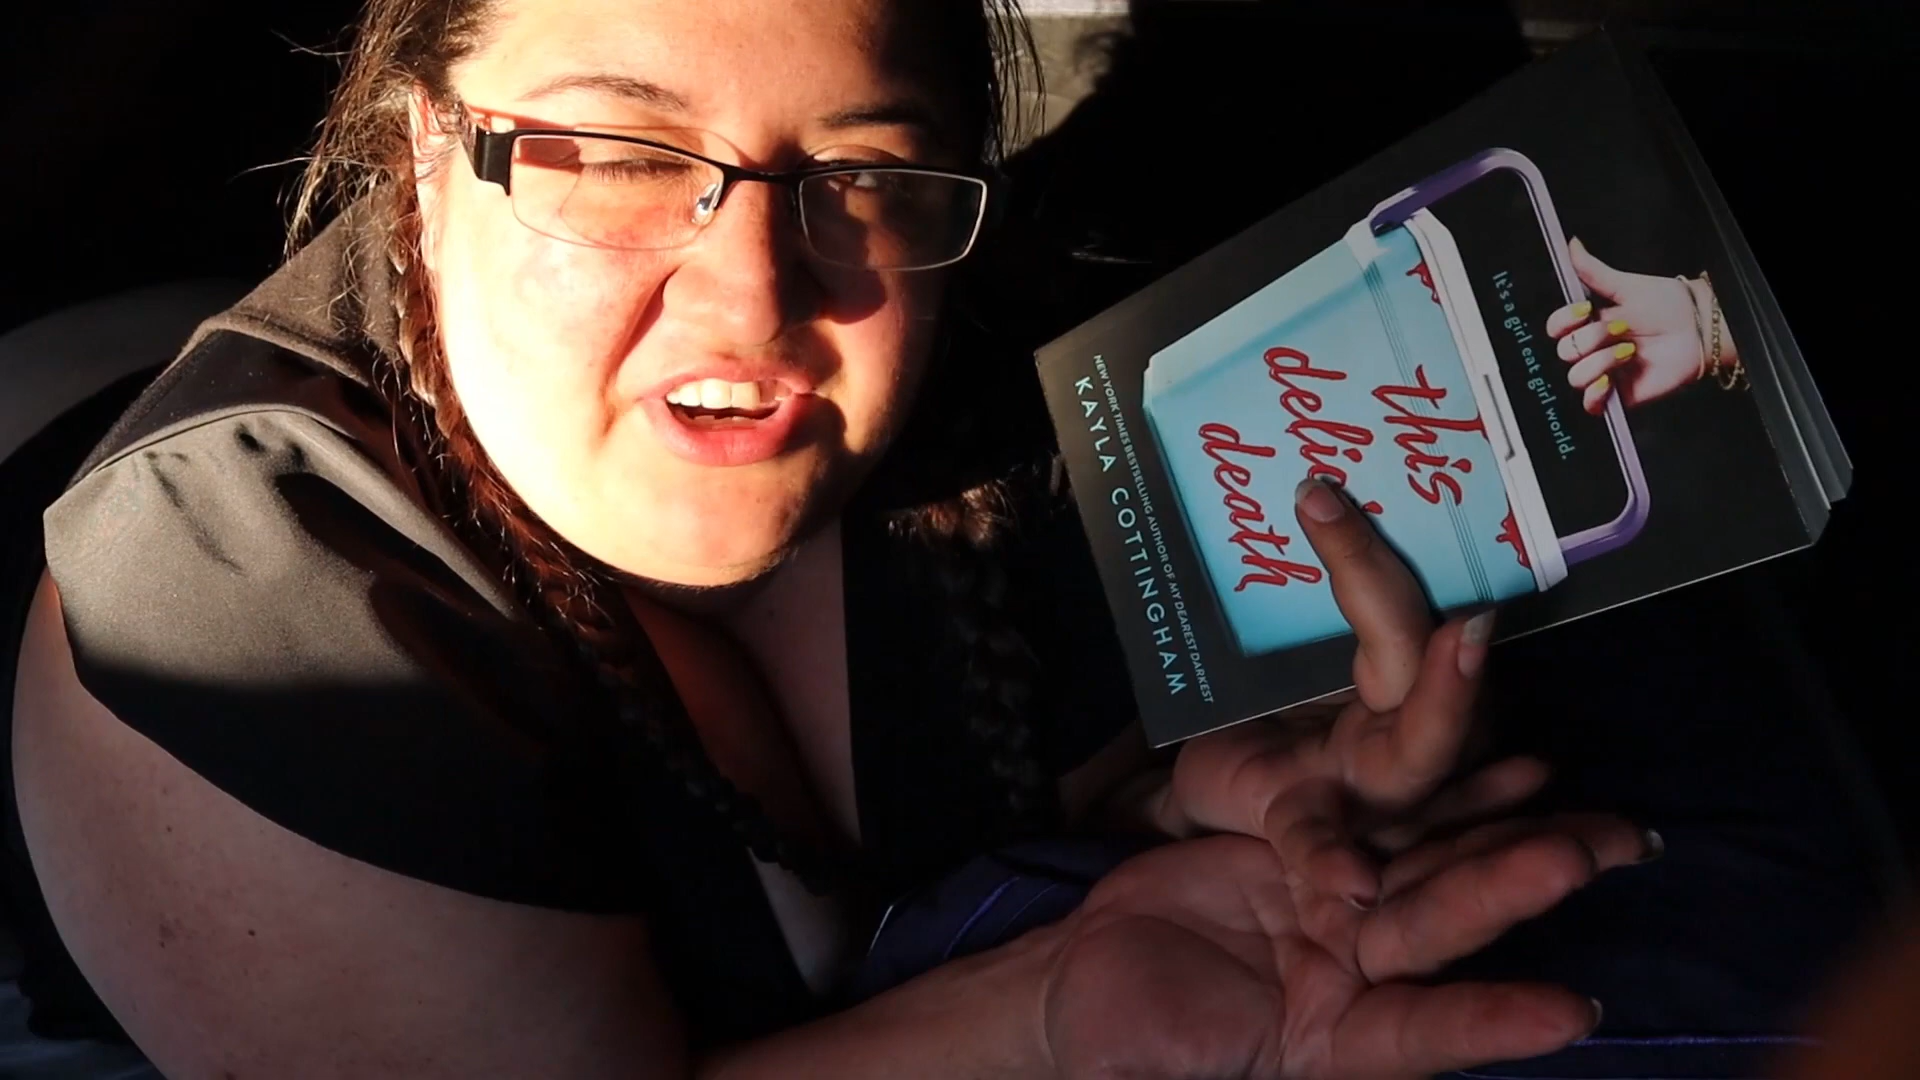 It's a girl eat girl world.
this
death
NEW YORK TIMES BESTSELLING AUTHOR OF MY DEAREST DARKEST
KAYLA COTTINGHAM